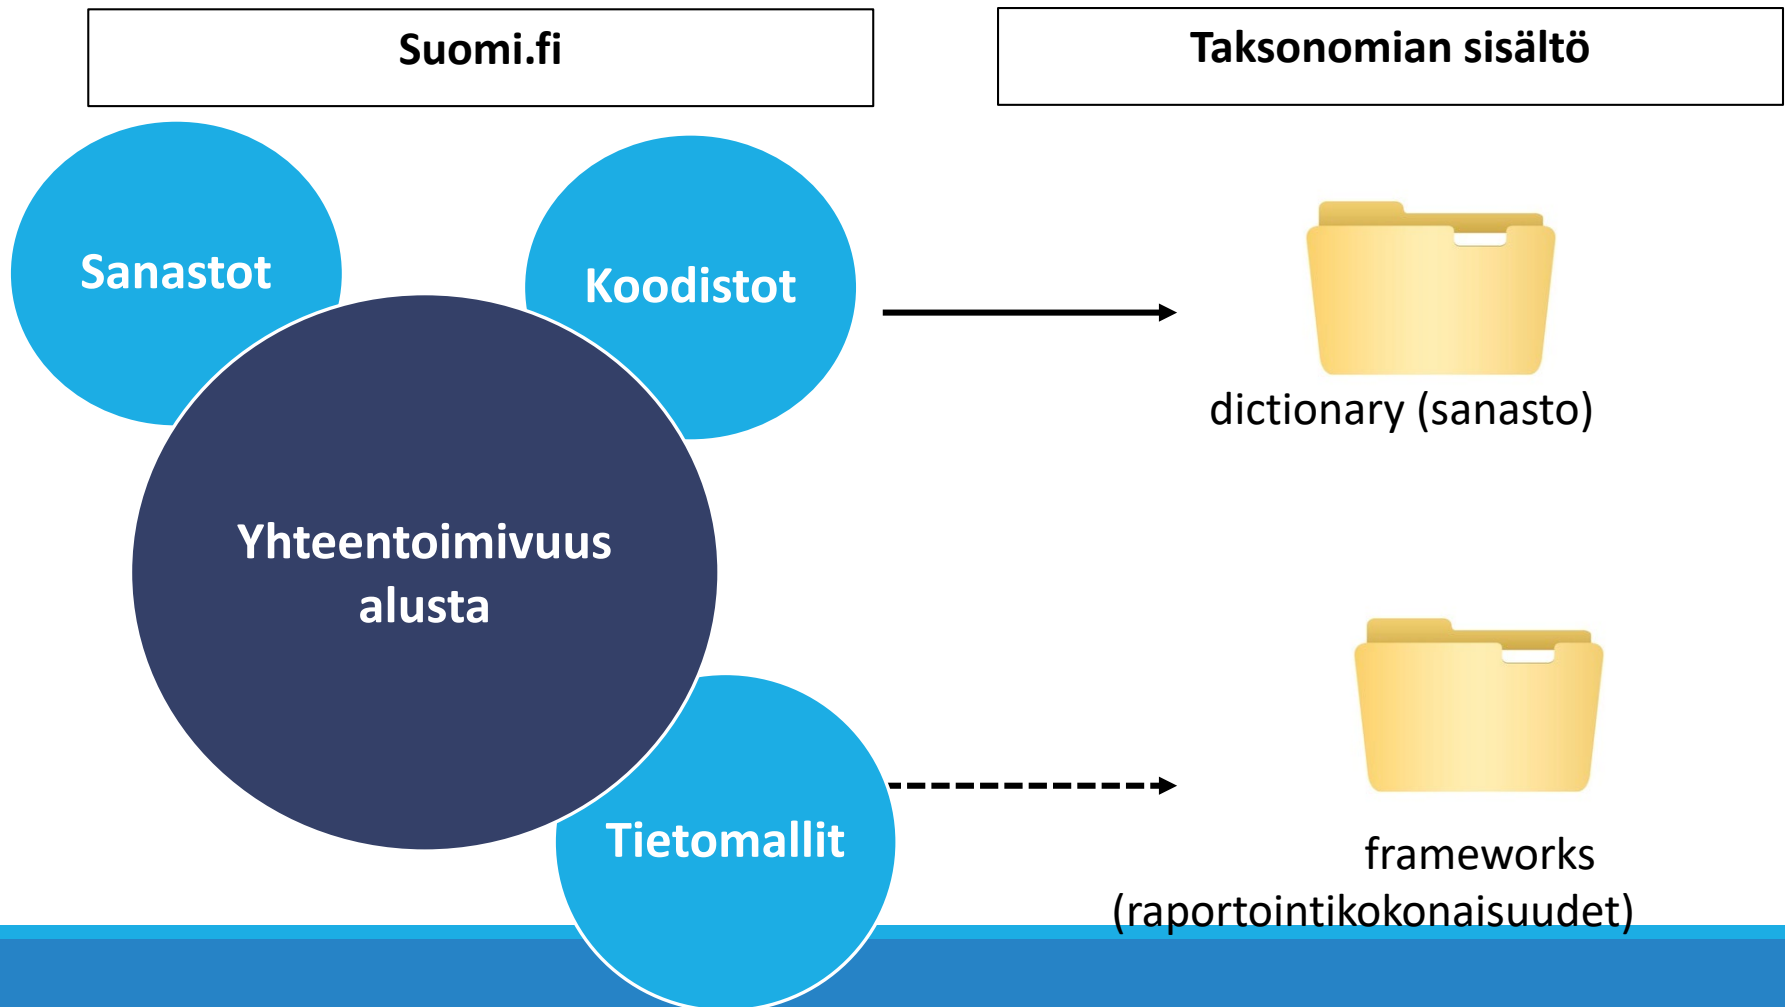 Suomi.fi
Taksonomian sisältö
Sanastot
Koodistot
dictionary (sanasto)
Yhteentoimivuus
alusta
Tietomallit
frameworks
(raportointikokonaisuudet)